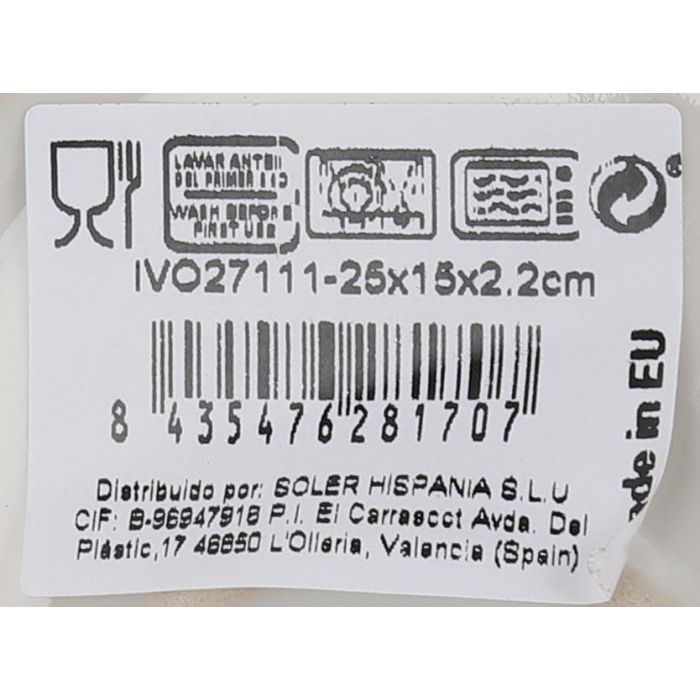 LAVAR ANTES
DEL PRIMER USO
WASH BEFORE
FIRST USE
IVO27111-25x15x2.2cm
8 435476 281707
Distribuido por: SOLER HISPANIA S.L.U
CIF: B-96947918 P.I. El Carrascot Avda. Del
Plástic,17 46850 L'Olleria, Valencia (Spain)
ade in EU